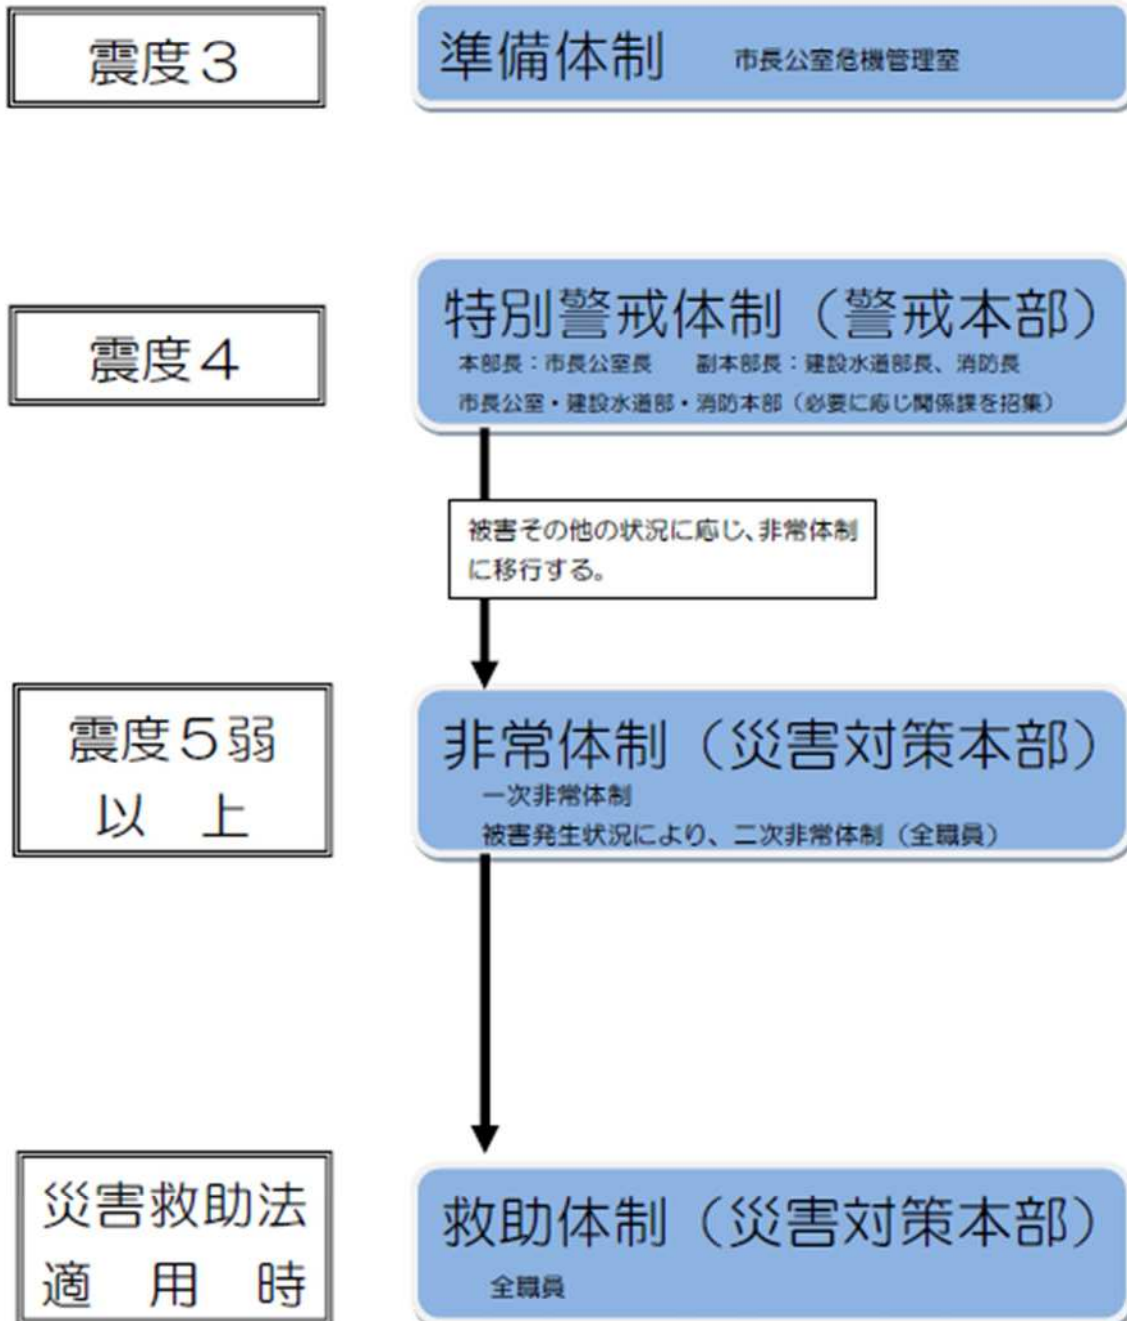 震度3
準備体制　市長公室危機管理室
震度4
特別警戒体制（警戒本部）
本部長：市長公室長　副本部長：建設水道部長、消防長
市長公室・建設水道部・消防本部（必要に応じ関係課を招集）
被害その他の状況に応じ、非常体制
に移行する。
震度5弱
以　上
非常体制（災害対策本部）
一次非常体制
被害発生状況により、二次非常体制（全職員）
災害救助法
適　用　時
救助体制（災害対策本部）
全職員